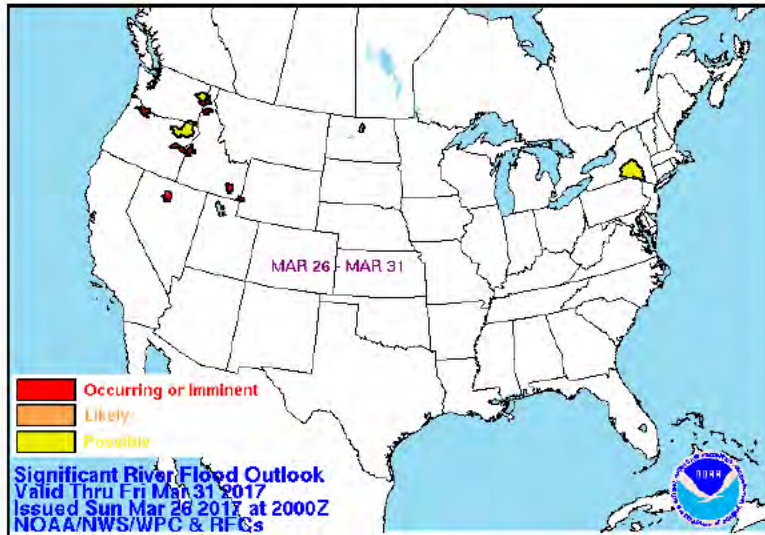 MAR 26 - MAR 31
Occurring or Imminent
Likely
Possible
Significant River Flood Outlook
Valid Thru Fri Mar 31 2017
Issued Sun Mar 26 2017 at 2000Z
NOAA/NWS/WPC & RFCs
NOAA